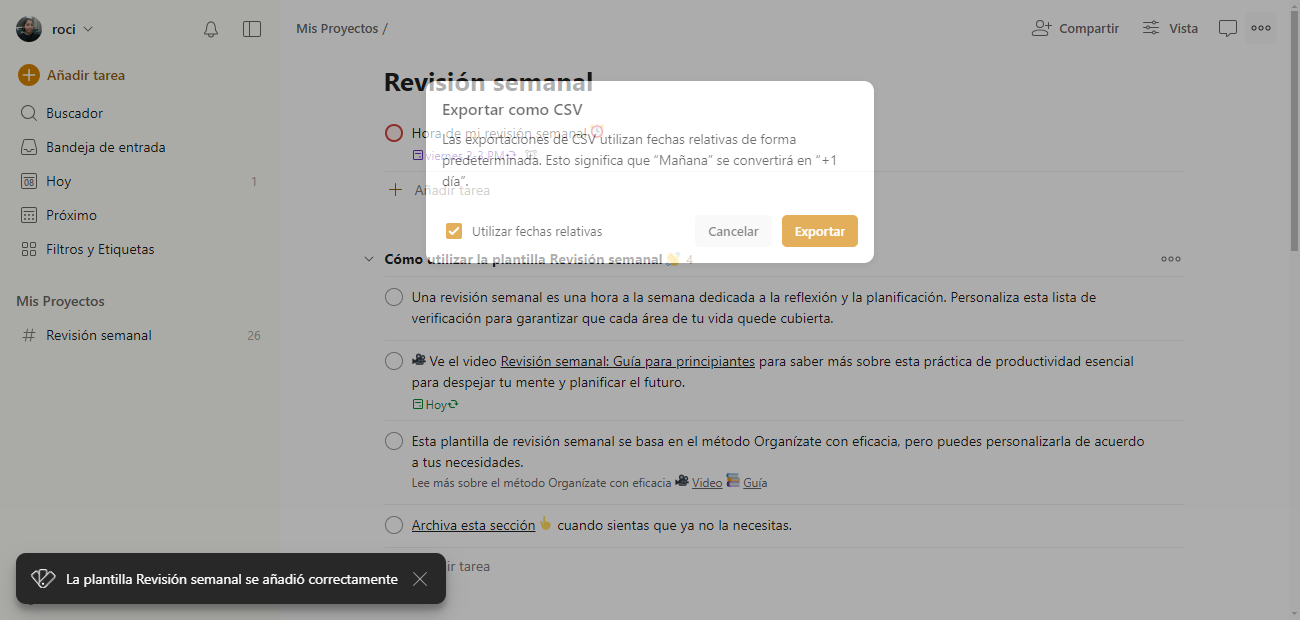 roci
Añadir tarea
Buscador
Bandeja de entrada
08
Hoy
1
Próximo
Filtros y Etiquetas
Mis Proyectos
# Revisión semanal
26
Mis Proyectos /
Compartir
Vista
Revisión semanal
Hora de mi revisión semanal
viernes 2-3 PM
Añadir tarea
Exportar como CSV
Las exportaciones de CSV utilizan fechas relativas de forma
predeterminada. Esto significa que “Mañana” se convertirá en “+1
día”.
Utilizar fechas relativas
Cancelar
Exportar
Cómo utilizar la plantilla Revisión semanal 4
Una revisión semanal es una hora a la semana dedicada a la reflexión y la planificación. Personaliza esta lista de
verificación para garantizar que cada área de tu vida quede cubierta.
Ve el video Revisión semanal: Guía para principiantes para saber más sobre esta práctica de productividad esencial
para despejar tu mente y planificar el futuro.
Hoy
Esta plantilla de revisión semanal se basa en el método Organízate con eficacia, pero puedes personalizarla de acuerdo
a tus necesidades.
Lee más sobre el método Organízate con eficacia Video Guía
Archiva esta sección cuando sientas que ya no la necesitas.
ir tarea
La plantilla Revisión semanal se añadió correctamente